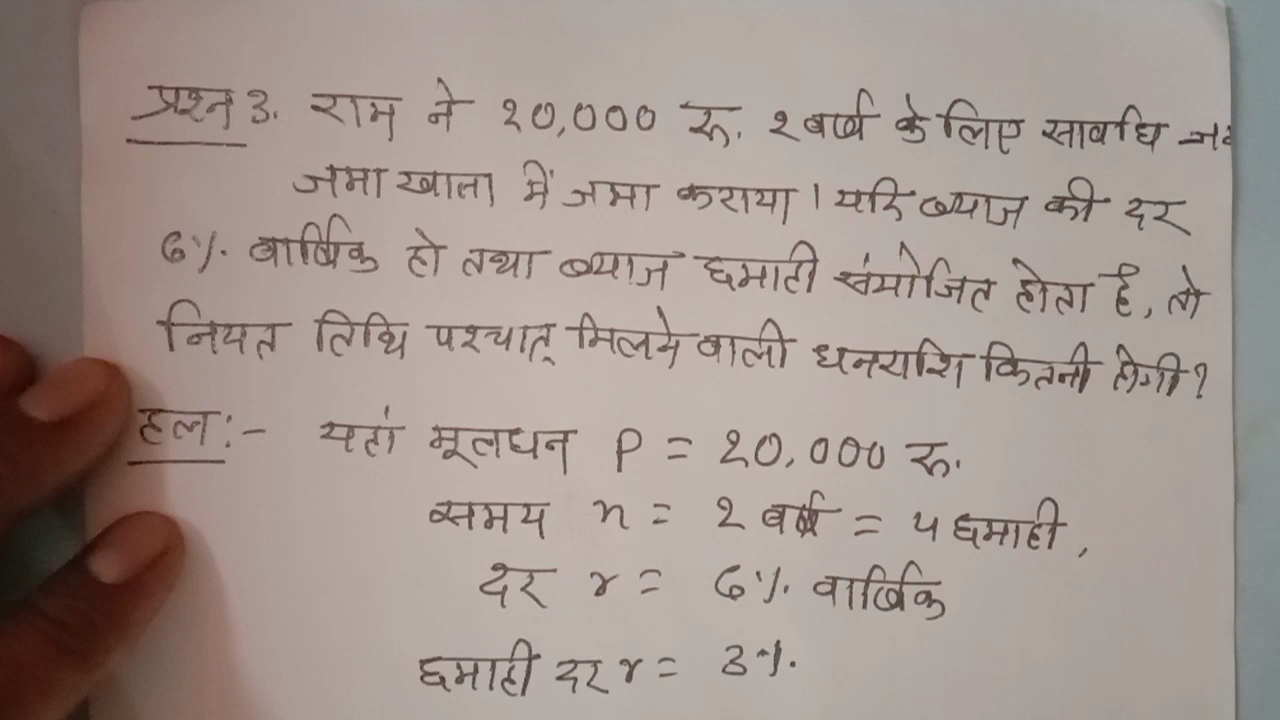 प्रश्न 3. राम ने 20,000 रू. 2 वर्ष के लिए सावधि
जमा खाता में जमा कराया। यदि ब्याज की दर
6% वार्षिक हो तथा ब्याज छमाही संयोजित होता है, तो
नियत तिथि पश्चात् मिलने वाली धनराशि कितनी होगी?
हल:- यहां मूलधन P = 20,000 रू.
समय n = 2 वर्ष = 4 छमाही,
दर r = 6% वार्षिक
छमाही दर r = 3%.